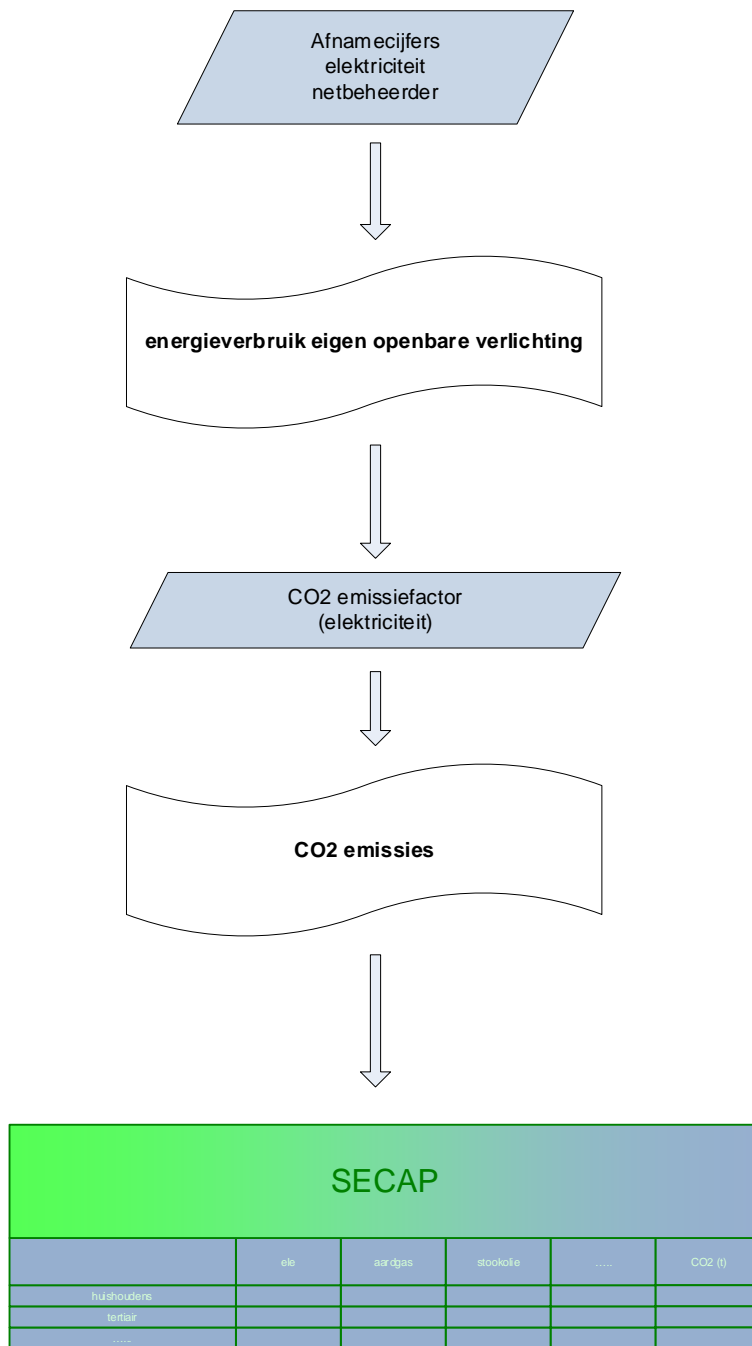 Afnamecijfers
elektriciteit
netbeheerder
energieverbruik eigen openbare verlichting
CO2 emissiefactor
(elektriciteit)
CO2 emissies
SECAP
ele aardgas stookolie ..... CO2 (t)
huishoudens
tertiair
......